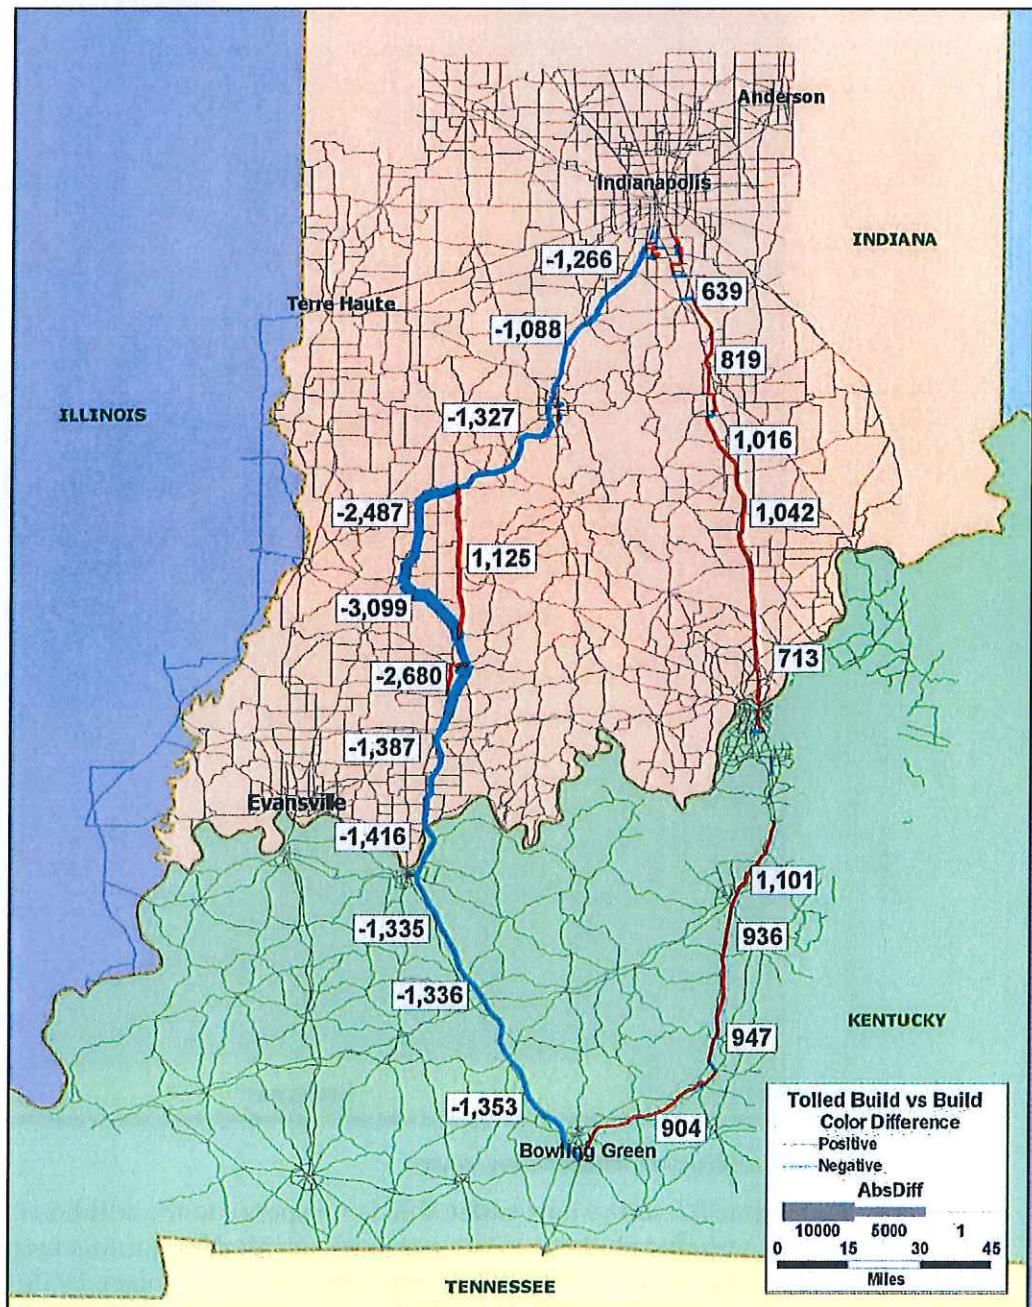 Anderson
Indianapolis
INDIANA
-1,266
639
Terre Haute
-1,088
819
ILLINOIS
-1,327
1,016
-2,487
1,042
1,125
-3,099
713
-2,680
-1,387
Evansville
-1,416
1,101
-1,335
936
-1,336
KENTUCKY
947
-1,353
904
Bowling Green
TENNESSEE
Tolled Build vs Build
Color Difference
Positive
Negative
AbsDiff
10000 5000 1
0 15 30 45
Miles